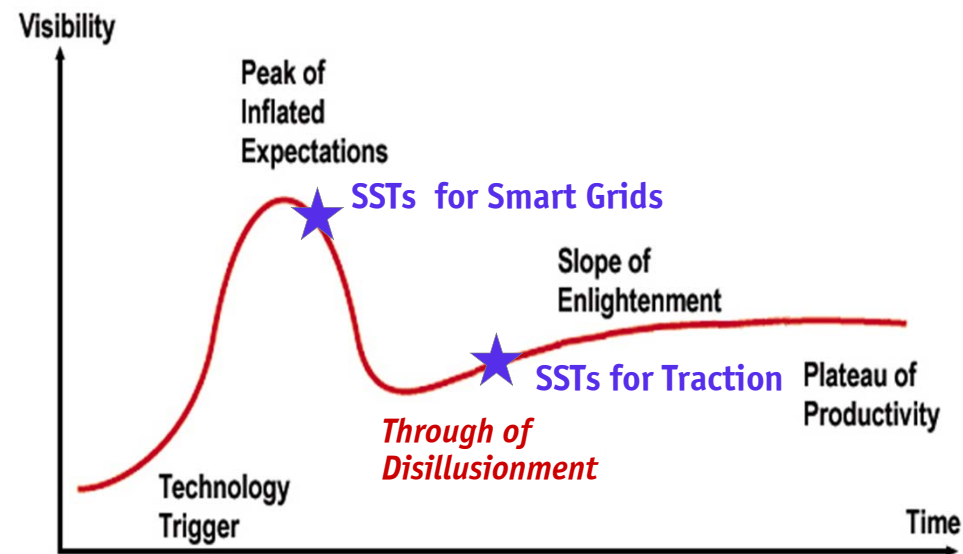 Visibility
Peak of
Inflated
Expectations
SSTs for Smart Grids
Slope of
Enlightenment
SSTs for Traction
Plateau of
Productivity
Through of
Disillusionment
Technology
Trigger
Time